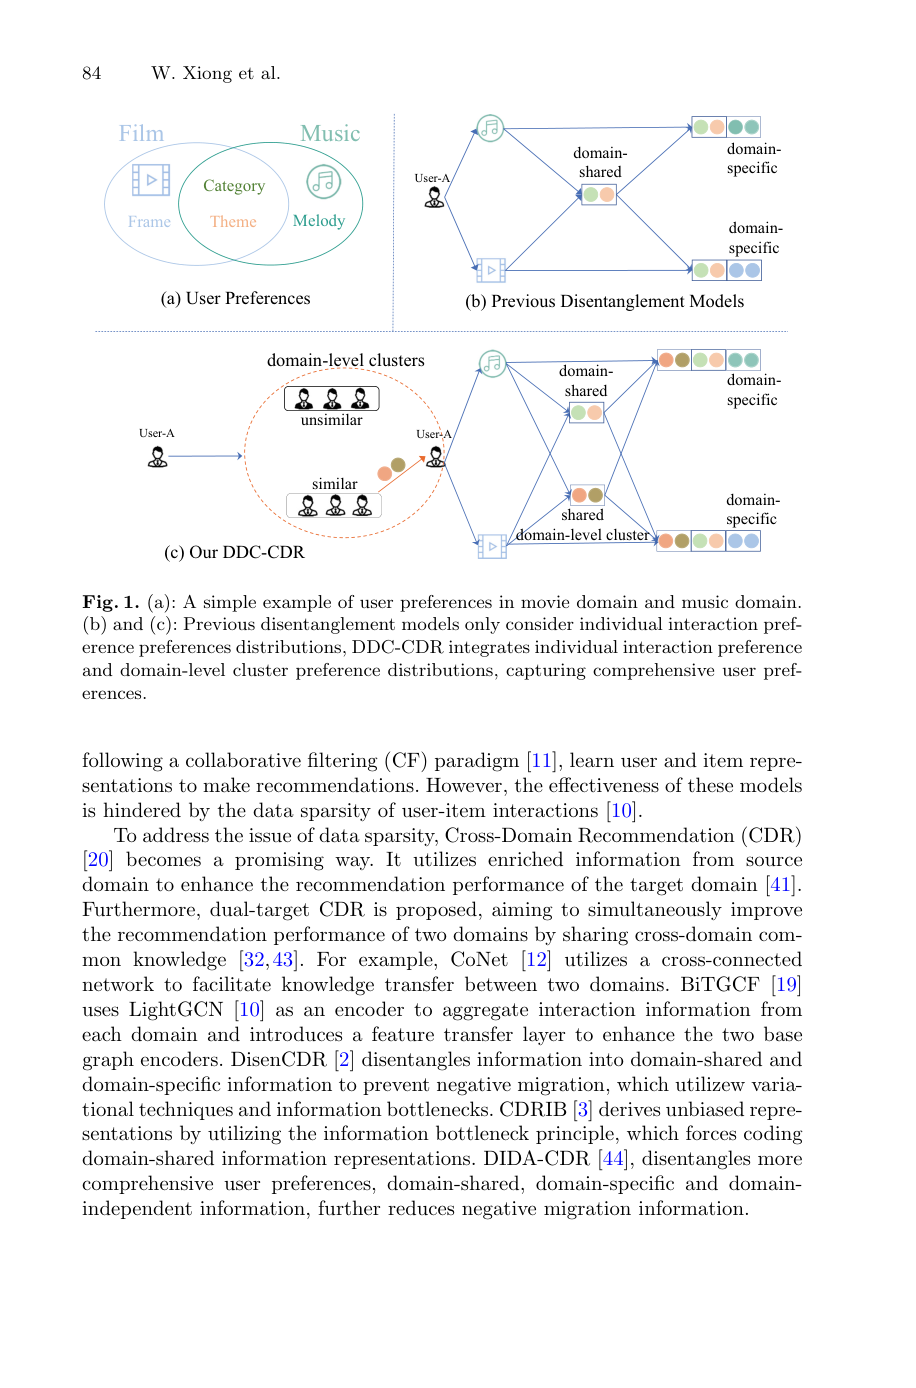 84 W. Xiong et al.
Film Music
Category
Frame Theme Melody
(a) User Preferences
User-A
domain-
shared
domain-
specific
domain-
specific
(b) Previous Disentanglement Models
domain-level clusters
unsimilar
User-A
User-A
similar
(c) Our DDC-CDR
domain-
shared
shared
domain-level cluster
domain-
specific
domain-
specific
Fig. 1. (a): A simple example of user preferences in movie domain and music domain.
(b) and (c): Previous disentanglement models only consider individual interaction pref-
erence preferences distributions, DDC-CDR integrates individual interaction preference
and domain-level cluster preference distributions, capturing comprehensive user pref-
erences.
following a collaborative filtering (CF) paradigm [11], learn user and item repre-
sentations to make recommendations. However, the effectiveness of these models
is hindered by the data sparsity of user-item interactions [10].
To address the issue of data sparsity, Cross-Domain Recommendation (CDR)
[20] becomes a promising way. It utilizes enriched information from source
domain to enhance the recommendation performance of the target domain [41].
Furthermore, dual-target CDR is proposed, aiming to simultaneously improve
the recommendation performance of two domains by sharing cross-domain com-
mon knowledge [32,43]. For example, CoNet [12] utilizes a cross-connected
network to facilitate knowledge transfer between two domains. BiTGCF [19]
uses LightGCN [10] as an encoder to aggregate interaction information from
each domain and introduces a feature transfer layer to enhance the two base
graph encoders. DisenCDR [2] disentangles information into domain-shared and
domain-specific information to prevent negative migration, which utilizew varia-
tional techniques and information bottlenecks. CDRIB [3] derives unbiased repre-
sentations by utilizing the information bottleneck principle, which forces coding
domain-shared information representations. DIDA-CDR [44], disentangles more
comprehensive user preferences, domain-shared, domain-specific and domain-
independent information, further reduces negative migration information.